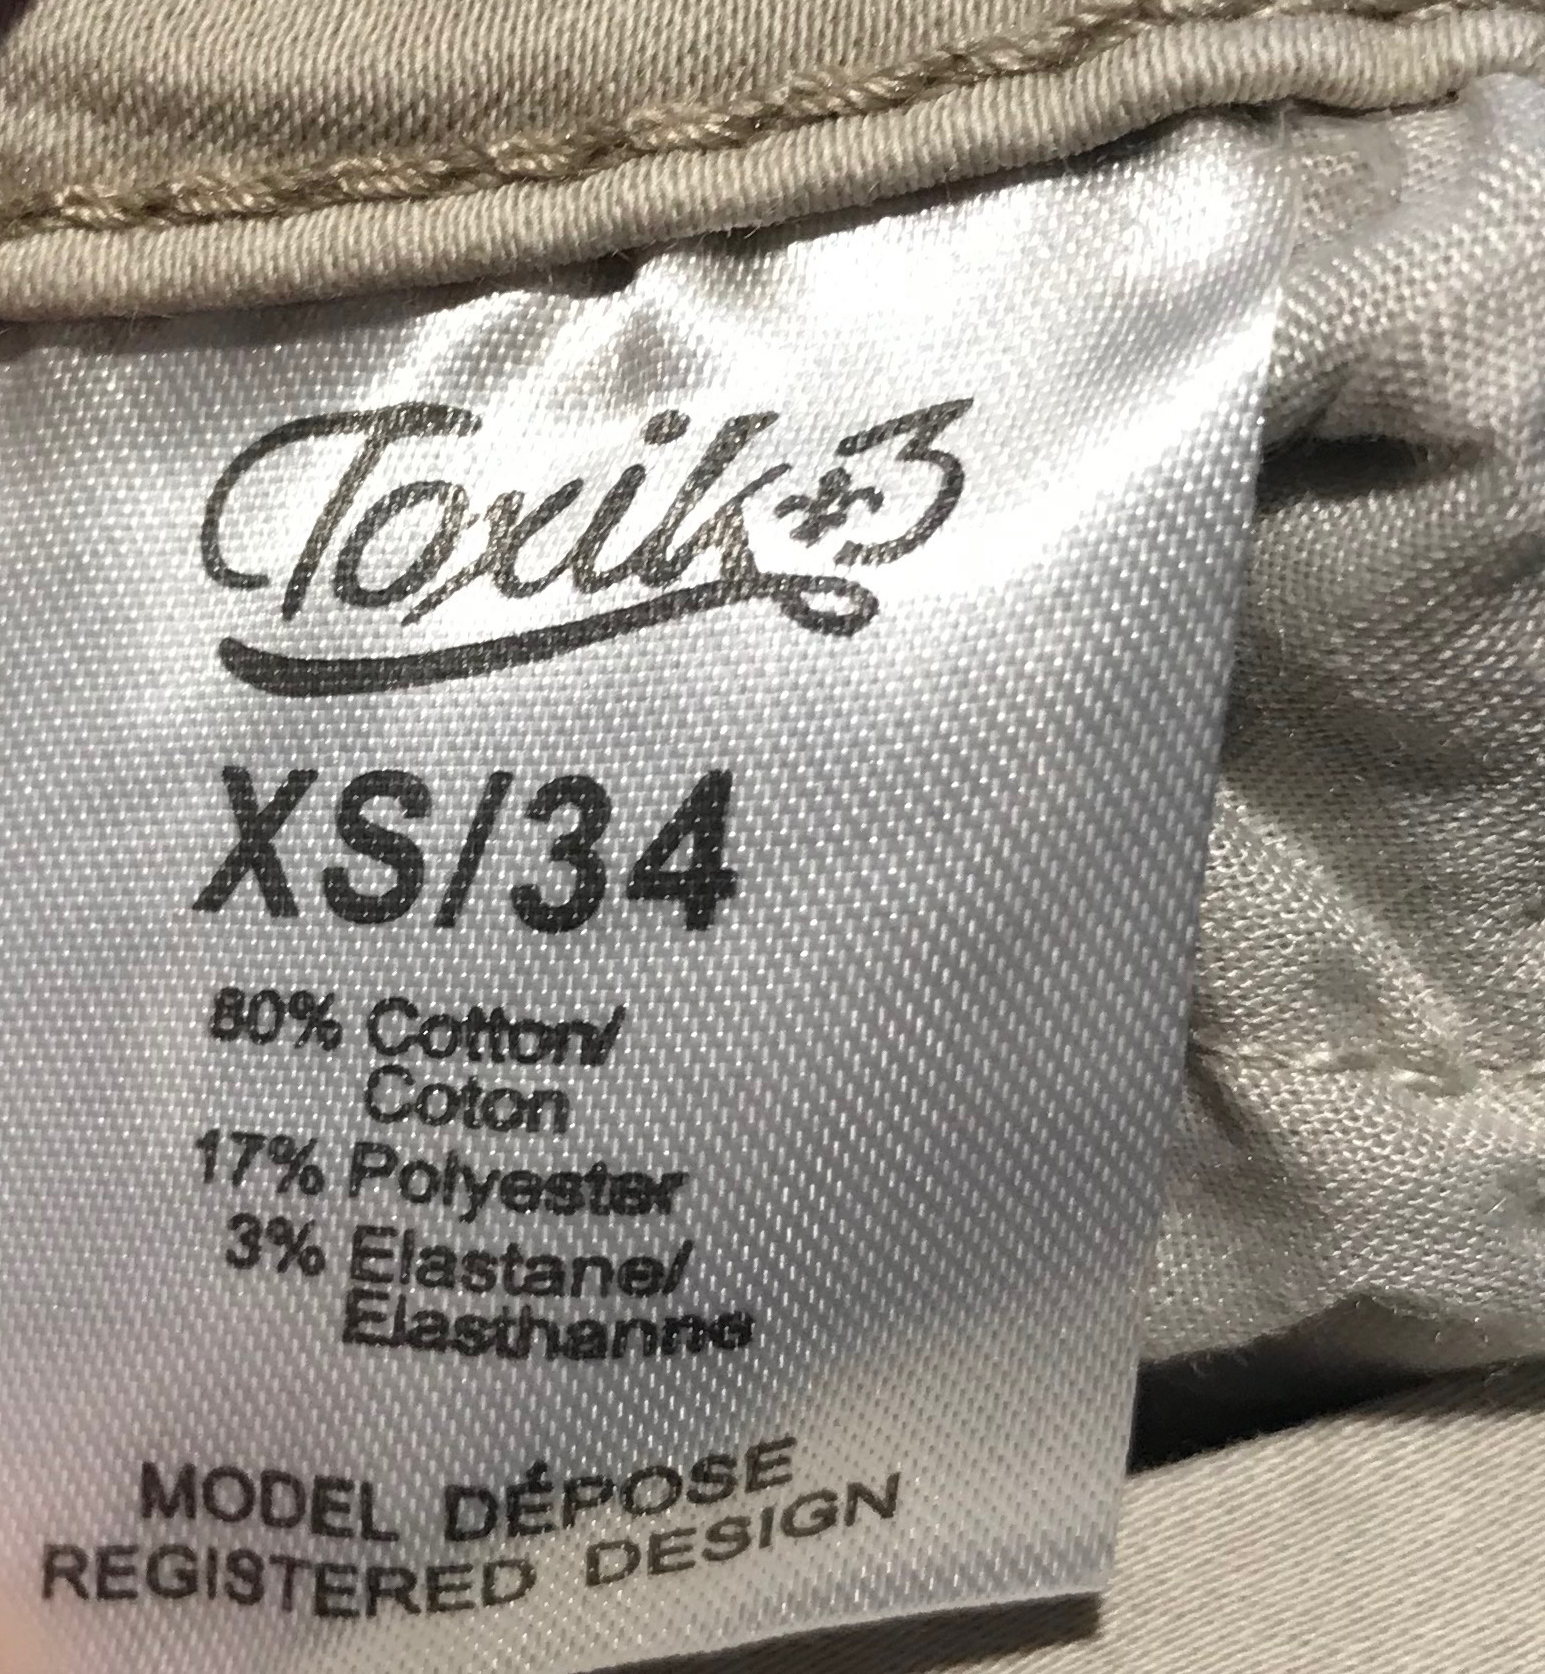 Toxik3
XS/34
80% Cotton/
Coton
17% Polyester
3% Elastane/
Elasthanne
MODEL DÉPOSE
REGISTERED DESIGN